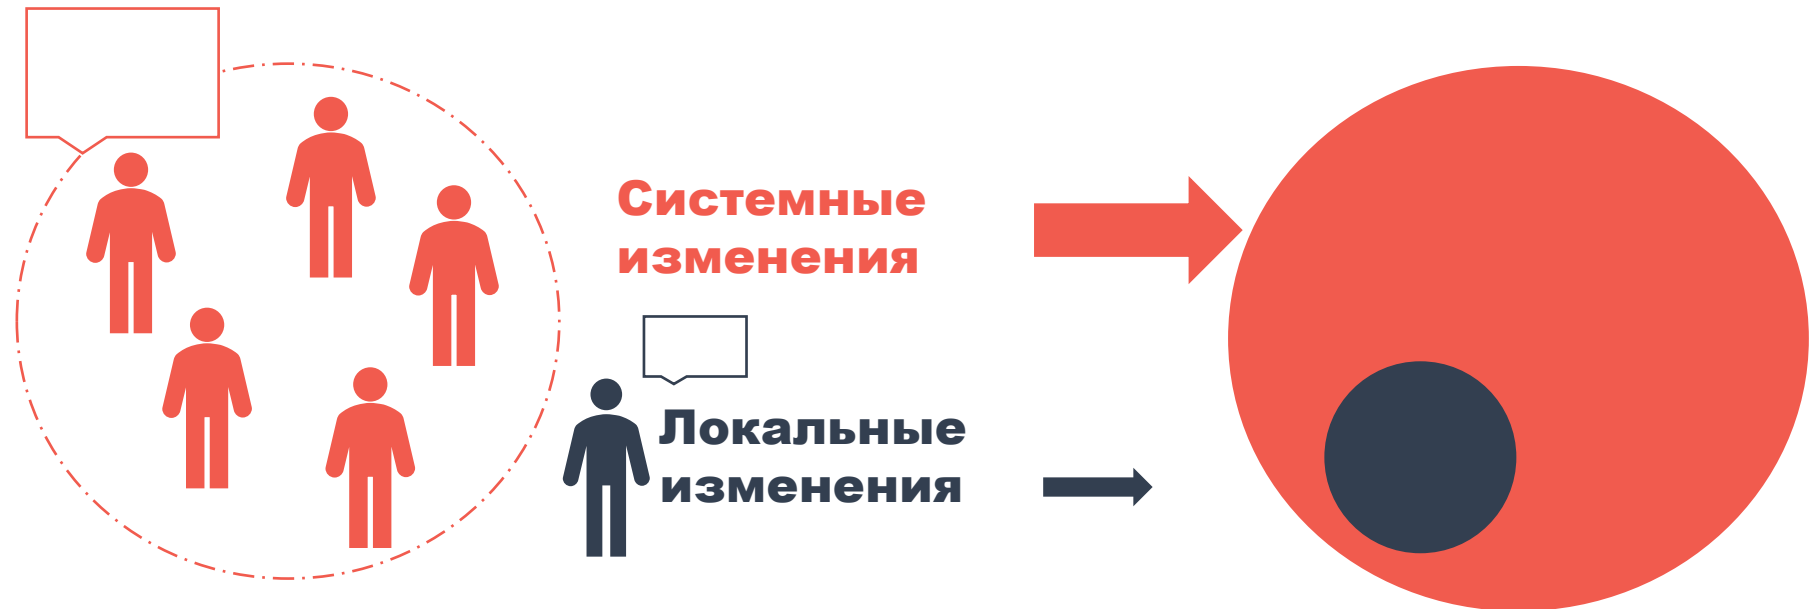 Системные
изменения
Локальные
изменения